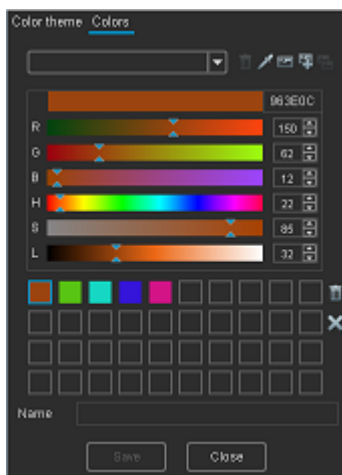 Color theme Colors
963E0C
R 150
G 62
B 12
H 22
S 85
L 32
Name
Save Close